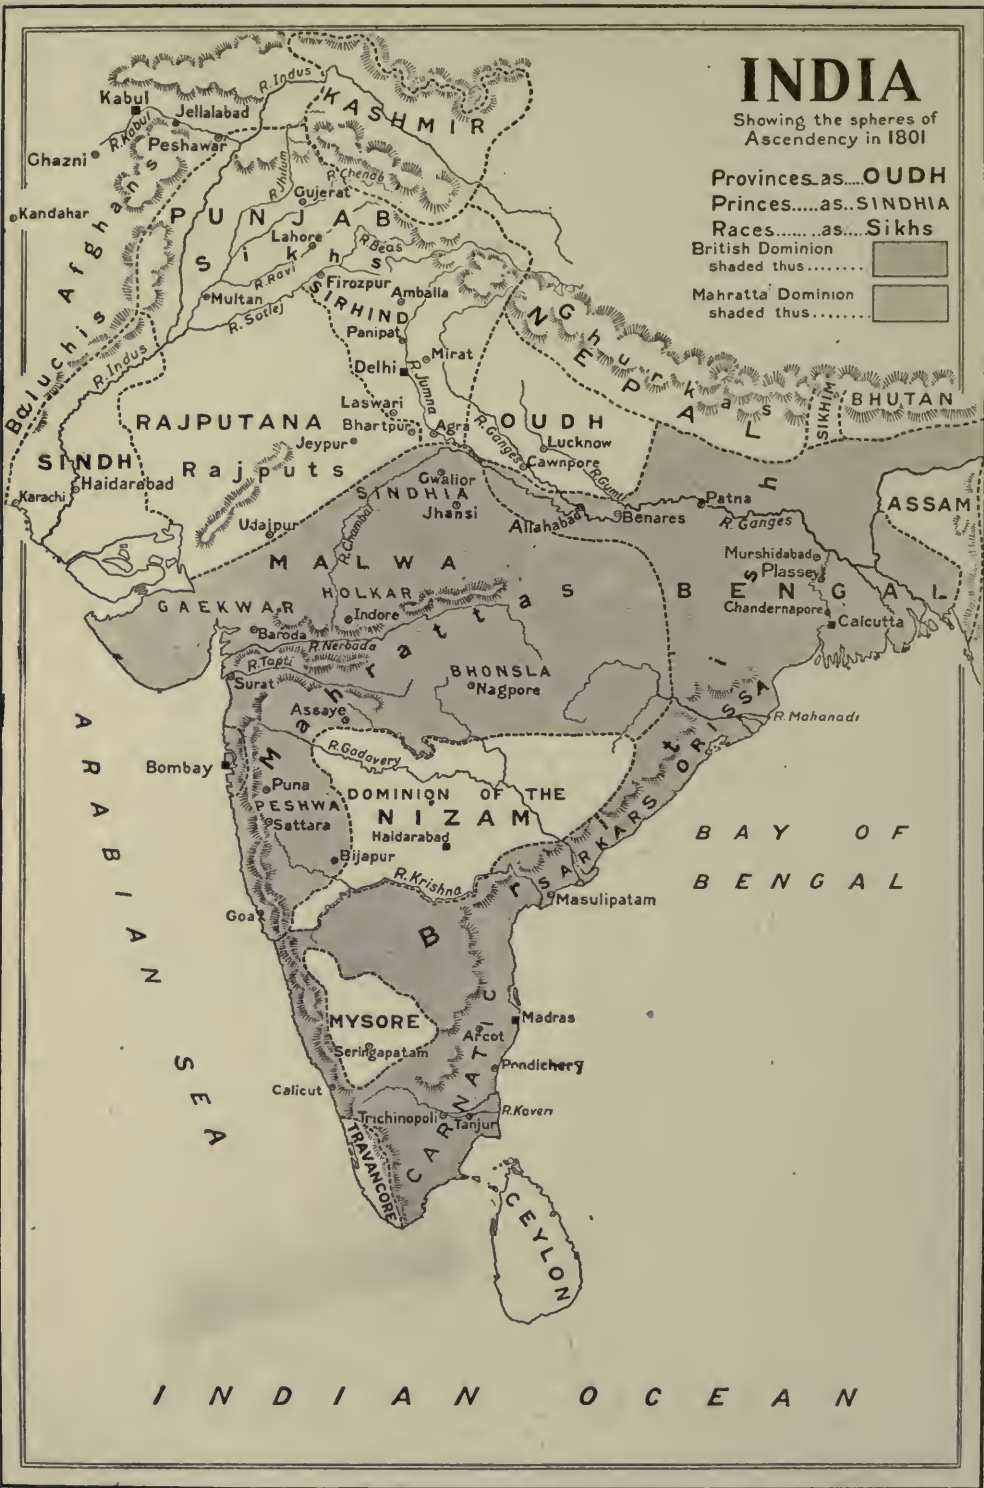 INDIA
Showing the spheres of
Ascendency in 1801
Provinces..as.....OUDH
Princes.....as..SINDHIA
Races.......as....Sikhs
British Dominion
shaded thus........
Mahratta Dominion
shaded thus........
R. Indus
Kabul
Jellalabad
KASHMIR
R. Kabul
Peshawar
Ghazni
R. Jhilum
R. Chenab
Gujerat
Kandahar
Afghans
PUNJAB
Lahore
R. Beas
Sikhs
R. Ravi
Firozpur
Multan
SIRHIND
Amballa
R. Sotlej
Baluchis
R. Indus
Panipat
Mirat
Delhi
R. Jumna
NEPAL
Ghurkas
SIKHIM
BHUTAN
Laswari
Bhartpur
Agra
RAJPUTANA
Rajputs
Jeypur
OUDH
R. Ganges
Lucknow
Cawnpore
R. Gumti
SINDH
Haidarabad
Karachi
Gwalior
SINDHIA
Jhansi
Udaipur
R. Chambal
Allahabad
Benares
Patna
R. Ganges
ASSAM
MALWA
Murshidabad
Plassey
HOLKAR
Indore
BENGAL
Chandernapore
Calcutta
GAEKWAR
Baroda
R. Nerbada
R. Tapti
Surat
Mahrattas
BHONSLA
Nagpore
Assaye
R. Mahanadi
ORISSA
R. Godavery
Bombay
Puna
PESHWA
Sattara
DOMINION OF THE
NIZAM
Haidarabad
Bijapur
R. Krishna
SARKARS
Masulipatam
British
Goa
ARABIAN
SEA
BAY OF
BENGAL
MYSORE
Seringapatam
Arcot
Madras
Pondichery
Calicut
CARNATIC
Trichinopoli
Tanjur
R. Kaveri
TRAVANCORE
CEYLON
INDIAN OCEAN